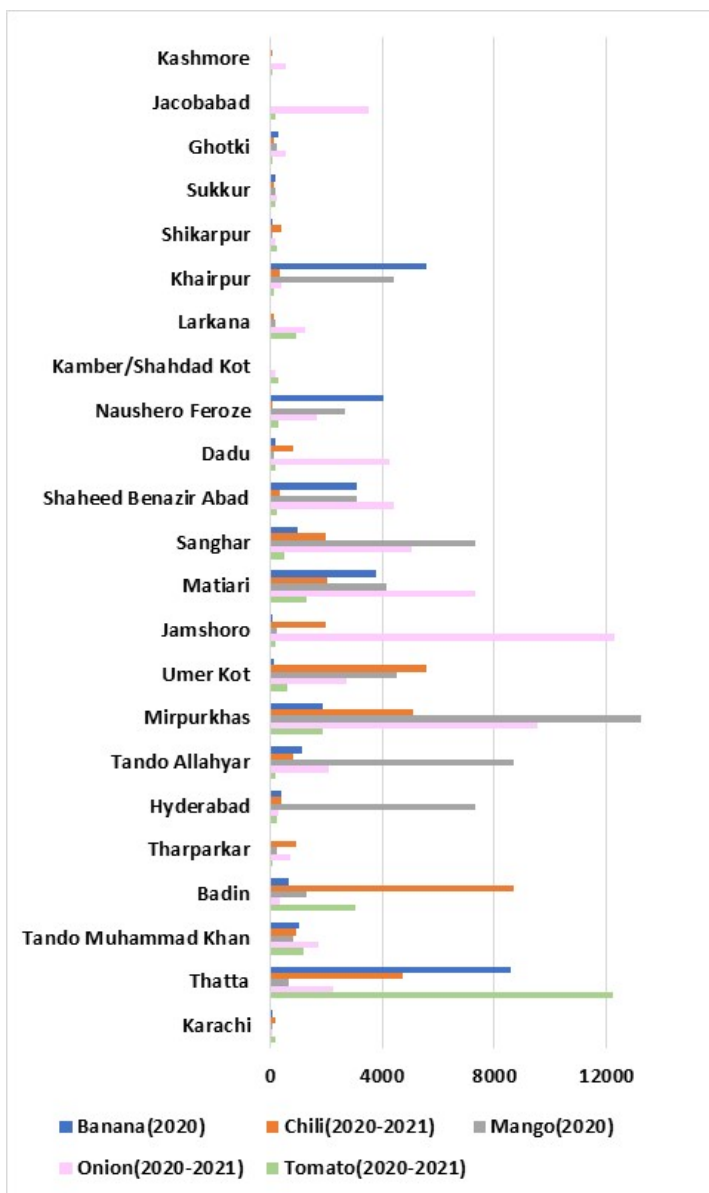 Kashmore
Jacobabad
Ghotki
Sukkur
Shikarpur
Khairpur
Larkana
Kamber/Shahdad Kot
Naushero Feroze
Dadu
Shaheed Benazir Abad
Sanghar
Matiari
Jamshoro
Umer Kot
Mirpurkhas
Tando Allahyar
Hyderabad
Tharparkar
Badin
Tando Muhammad Khan
Thatta
Karachi
0 4000 8000 12000
Banana(2020) Chili(2020-2021) Mango(2020)
Onion(2020-2021) Tomato(2020-2021)